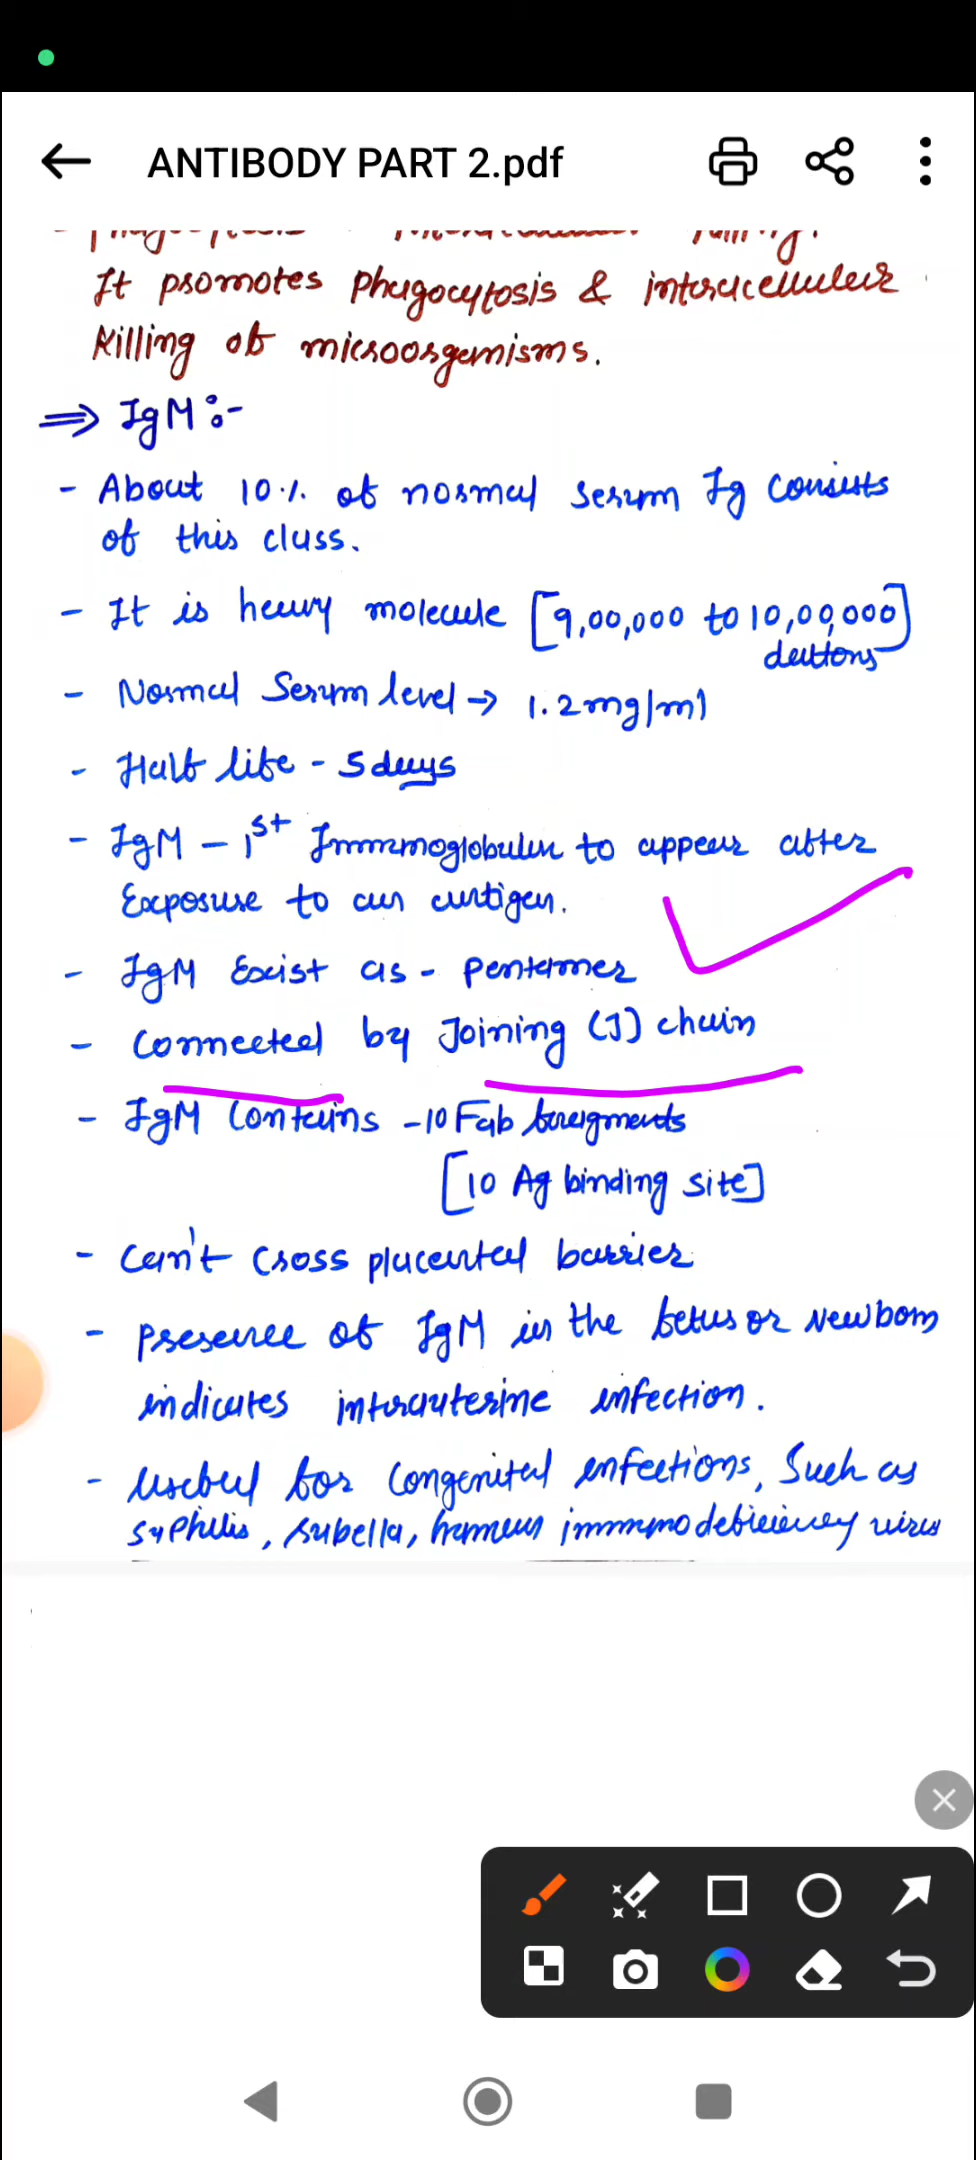 ANTIBODY PART 2.pdf
It promotes Phagocytosis & intracellular
killing of microorganisms.
⇒ IgM :-
- About 10% of normal serum Ig consists
of this class.
- It is heavy molecule [9,00,000 to 10,00,000]
daltons
- Normal Serum level → 1.2mg/ml
- Half life - 5days
- IgM - 1st Immunoglobulin to appear after
Exposure to an antigen.
- IgM Exist as - pentamer
- Connected by Joining (J) chain
- IgM Contains - 10 Fab fragments
[10 Ag binding site]
- can't cross placental barrier
- presence of IgM in the fetus or Newborn
indicates intrauterine infection.
- Useful for Congenital infections, Such as
syphilis, rubella, human immunodeficiency virus